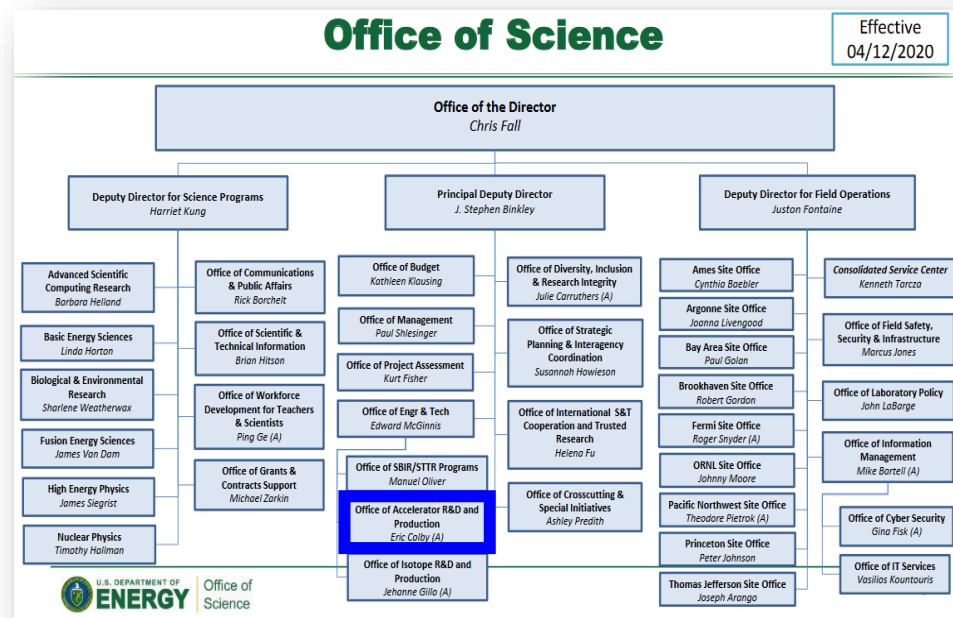 Office of Science
Effective
04/12/2020
Office of the Director
Chris Fall
Deputy Director for Science Programs
Harriet Kung
Principal Deputy Director
J. Stephen Binkley
Deputy Director for Field Operations
Juston Fontaine
Advanced Scientific
Computing Research
Barbara Helland
Basic Energy Sciences
Linda Horton
Biological & Environmental
Research
Sharlene Weatherwax
Fusion Energy Sciences
James Van Dam
High Energy Physics
James Siegrist
Nuclear Physics
Timothy Hallman
Office of Communications
& Public Affairs
Rick Borchelt
Office of Scientific &
Technical Information
Brian Hitson
Office of Workforce
Development for Teachers
& Scientists
Ping Ge (A)
Office of Grants &
Contracts Support
Michael Zarkin
Office of Budget
Kathleen Klausing
Office of Management
Paul Shlesinger
Office of Project Assessment
Kurt Fisher
Office of Engr & Tech
Edward McGinnis
Office of SBIR/STTR Programs
Manuel Oliver
Office of Accelerator R&D and
Production
Eric Colby (A)
Office of Isotope R&D and
Production
Jehanne Gillo (A)
Office of Diversity, Inclusion
& Research Integrity
Julie Carruthers (A)
Office of Strategic
Planning & Interagency
Coordination
Susannah Howieson
Office of International S&T
Cooperation and Trusted
Research
Helena Fu
Office of Crosscutting &
Special Initiatives
Ashley Predith
Ames Site Office
Cynthia Baebler
Argonne Site Office
Joanna Livengood
Bay Area Site Office
Paul Golan
Brookhaven Site Office
Robert Gordon
Fermi Site Office
Roger Snyder (A)
ORNL Site Office
Johnny Moore
Pacific Northwest Site Office
Theodore Pietrok (A)
Princeton Site Office
Peter Johnson
Thomas Jefferson Site Office
Joseph Arango
Consolidated Service Center
Kenneth Tarcza
Office of Field Safety,
Security & Infrastructure
Marcus Jones
Office of Laboratory Policy
John LaBarge
Office of Information
Management
Mike Bartell (A)
Office of Cyber Security
Gina Fisk (A)
Office of IT Services
Vasilios Kountouris
U.S. DEPARTMENT OF
ENERGY
Office of
Science